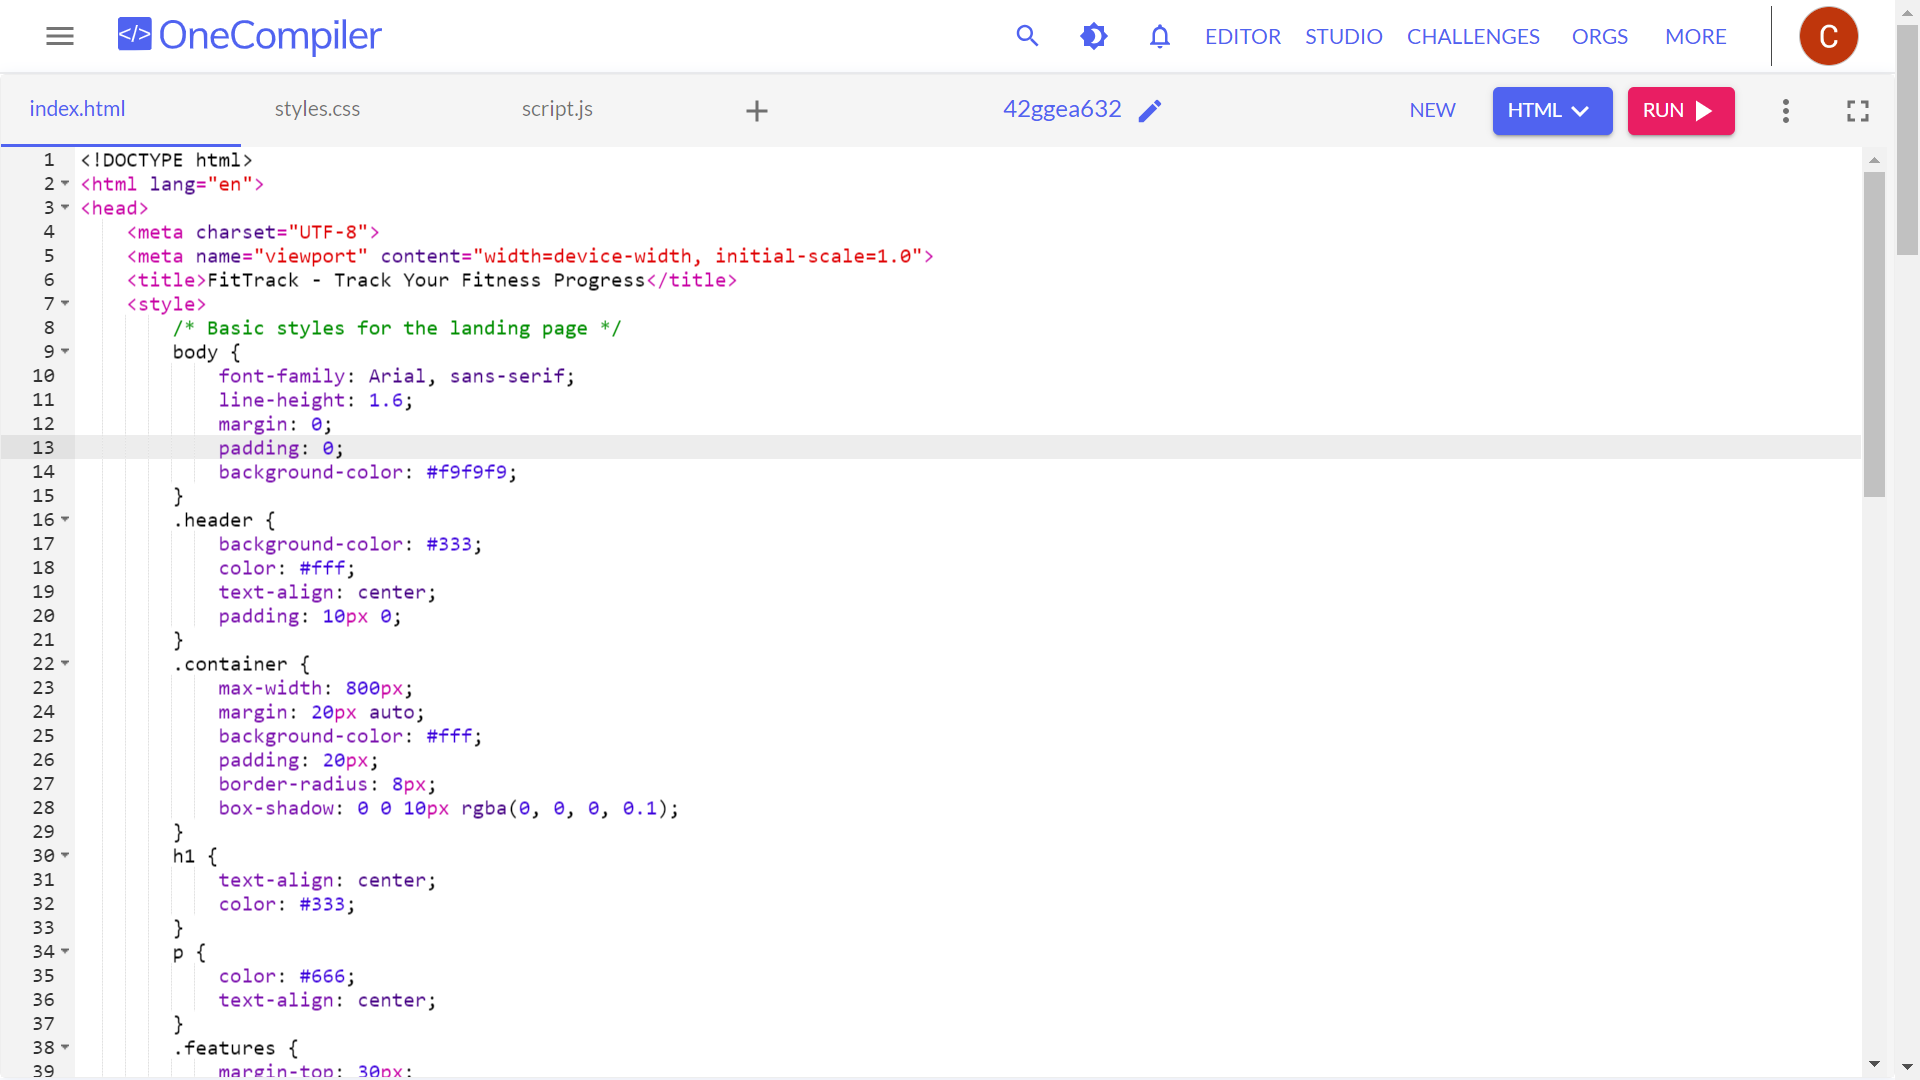 </> OneCompiler EDITOR STUDIO CHALLENGES ORGS MORE C
index.html styles.css script.js + 42ggea632 NEW HTML RUN
1 <!DOCTYPE html>
2 <html lang="en">
3 <head>
4 <meta charset="UTF-8">
5 <meta name="viewport" content="width=device-width, initial-scale=1.0">
6 <title>FitTrack - Track Your Fitness Progress</title>
7 <style>
8 /* Basic styles for the landing page */
9 body {
10 font-family: Arial, sans-serif;
11 line-height: 1.6;
12 margin: 0;
13 padding: 0;
14 background-color: #f9f9f9;
15 }
16 .header {
17 background-color: #333;
18 color: #fff;
19 text-align: center;
20 padding: 10px 0;
21 }
22 .container {
23 max-width: 800px;
24 margin: 20px auto;
25 background-color: #fff;
26 padding: 20px;
27 border-radius: 8px;
28 box-shadow: 0 0 10px rgba(0, 0, 0, 0.1);
29 }
30 h1 {
31 text-align: center;
32 color: #333;
33 }
34 p {
35 color: #666;
36 text-align: center;
37 }
38 .features {
39 margin-top: 30px;